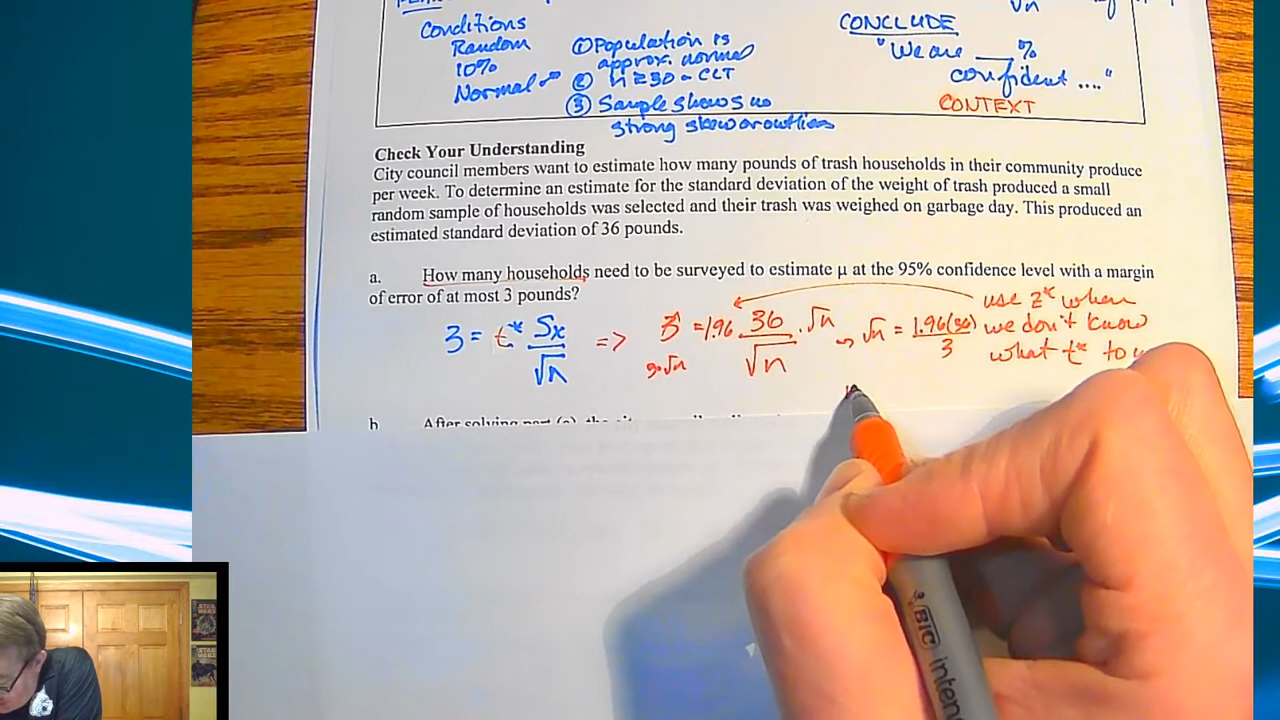 √n
Conditions
Random
10%
Normal
① Population is
approx. normal
② n ≥ 30 - CLT
③ Sample shows no
strong skew or outliers
CONCLUDE
"We are ___%
confident ...."
CONTEXT
Check Your Understanding
City council members want to estimate how many pounds of trash households in their community produce
per week. To determine an estimate for the standard deviation of the weight of trash produced a small
random sample of households was selected and their trash was weighed on garbage day. This produced an
estimated standard deviation of 36 pounds.
a. How many households need to be surveyed to estimate μ at the 95% confidence level with a margin
of error of at most 3 pounds?
3 = t* Sx/√n => 3 = 1.96 36/√n · √n √n = 1.96(36)/3
use z* when
we don't know
what t* to
BIC intens
STAR
WARS